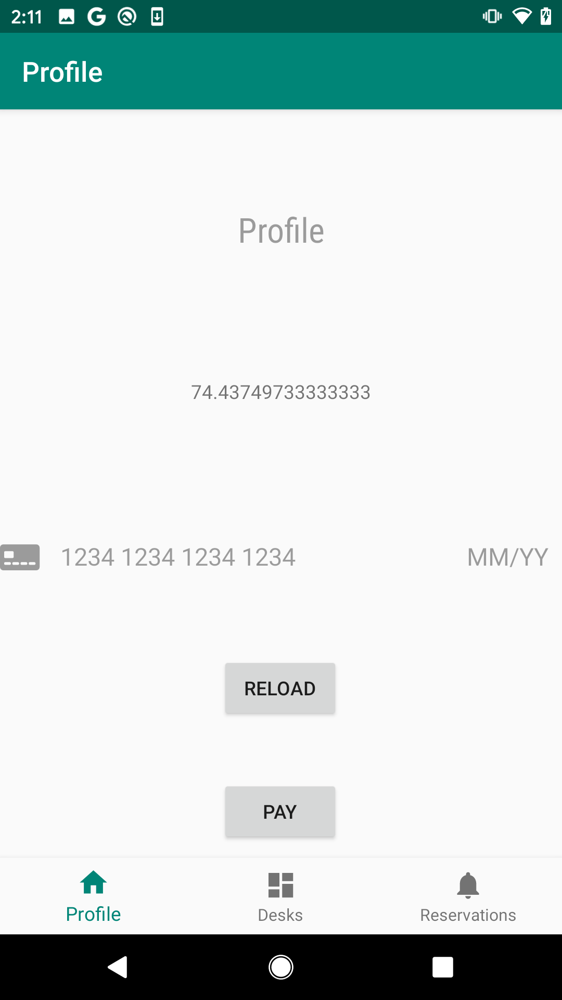 2:11
Profile
Profile
74.43749733333333
1234 1234 1234 1234 MM/YY
RELOAD
PAY
Profile Desks Reservations